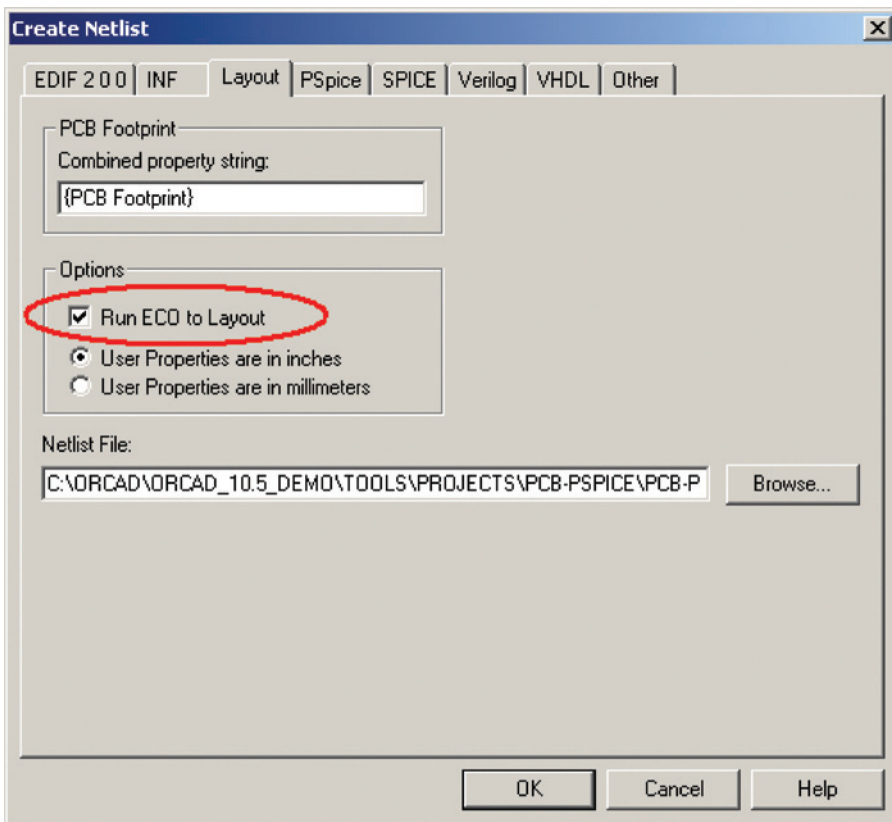 Create Netlist
EDIF 2 0 0 INF Layout PSpice SPICE Verilog VHDL Other
PCB Footprint
Combined property string:
{PCB Footprint}
Options
Run ECO to Layout
User Properties are in inches
User Properties are in millimeters
Netlist File:
C:\ORCAD\ORCAD_10.5_DEMO\TOOLS\PROJECTS\PCB-PSPICE\PCB-P Browse...
OK Cancel Help